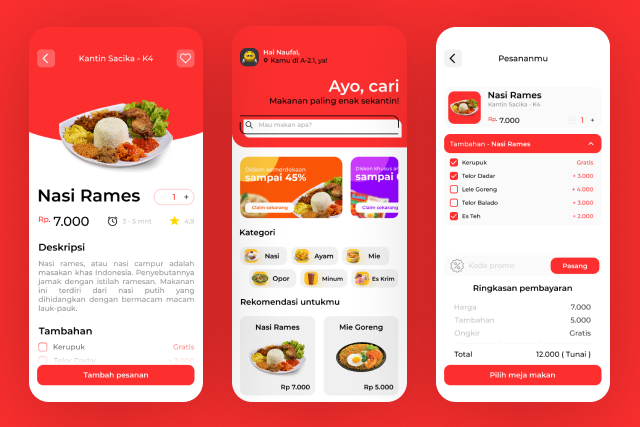 Kantin Sacika - K4
Nasi Rames
1 +
Rp. 7.000
3 - 5 mnt
4,9
Deskripsi
Nasi rames, atau nasi campur adalah
masakan khas Indonesia. Penyebutannya
jamak dengan istilah ramesan. Makanan
ini terdiri dari nasi putih yang
dihidangkan dengan bermacam macam
lauk-pauk.
Tambahan
Kerupuk Gratis
Telor Dadar + 3.000
Tambah pesanan
Hai Naufal,
Kamu di A-2.1, ya!
Ayo, cari
Makanan paling enak sekantin!
Mau makan apa?
Diskon kemerdekaan
sampai 45%
Claim sekarang
Diskon khusus
sampai
Claim sekarang
Kategori
Nasi
Ayam
Mie
Opor
Minum
Es Krim
Rekomendasi untukmu
Nasi Rames
Rp 7.000
Mie Goreng
Rp 5.000
Pesananmu
Nasi Rames
Kantin Sacika - K4
Rp. 7.000
- 1 +
Tambahan - Nasi Rames
Kerupuk Gratis
Telor Dadar + 3.000
Lele Goreng + 4.000
Telor Balado + 3.000
Es Teh + 2.000
Kode promo
Pasang
Ringkasan pembayaran
Harga 7.000
Tambahan 5.000
Ongkir Gratis
Total 12.000 ( Tunai )
Pilih meja makan